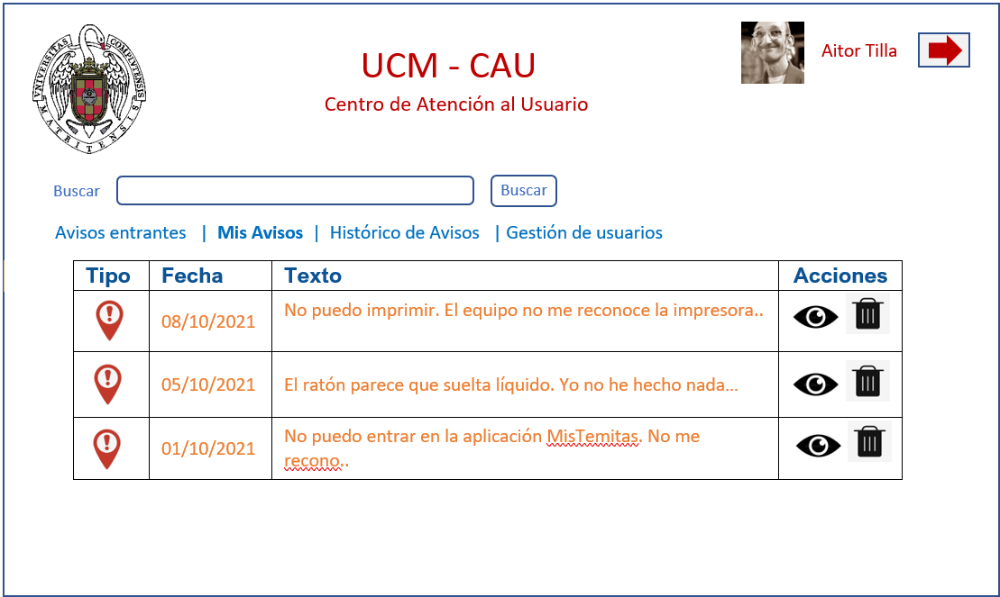 VNIVERSITAS COMPLVTENSIS
MATRITENSIS
UCM - CAU
Centro de Atención al Usuario
Aitor Tilla
Buscar
Buscar
Avisos entrantes | Mis Avisos | Histórico de Avisos | Gestión de usuarios
Tipo Fecha Texto Acciones
08/10/2021 No puedo imprimir. El equipo no me reconoce la impresora..
05/10/2021 El ratón parece que suelta líquido. Yo no he hecho nada...
01/10/2021 No puedo entrar en la aplicación MisTemitas. No me
recono..